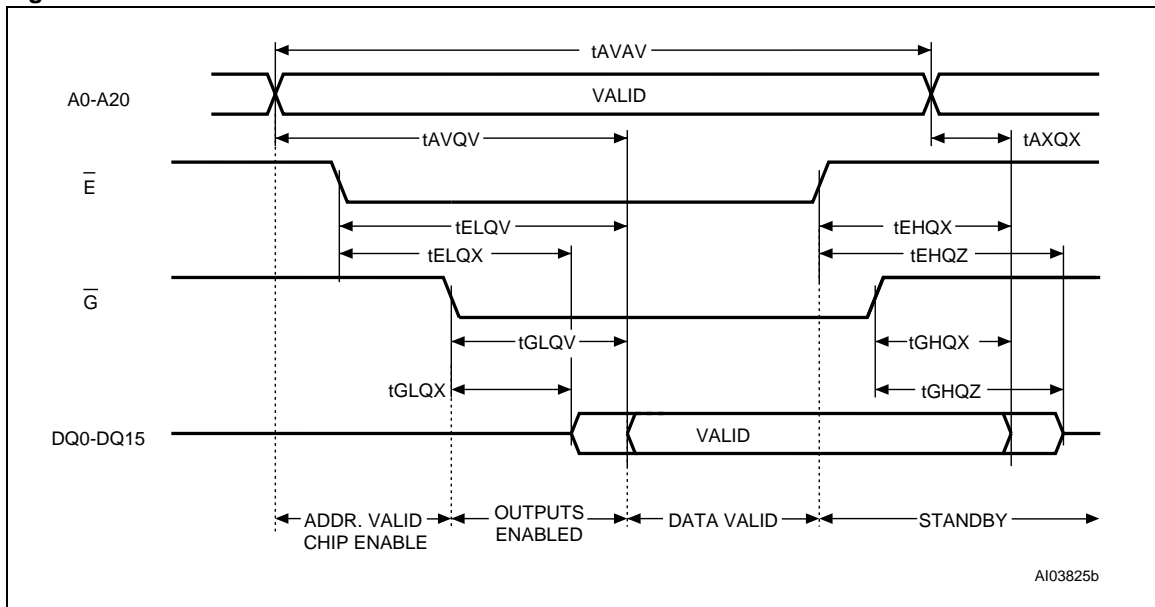 tAVAV
A0-A20
VALID
tAVQV
tAXQX
E
tELQV
tEHQX
tELQX
tEHQZ
G
tGLQV
tGHQX
tGLQX
tGHQZ
DQ0-DQ15
VALID
ADDR. VALID
CHIP ENABLE
OUTPUTS
ENABLED
DATA VALID
STANDBY
AI03825b